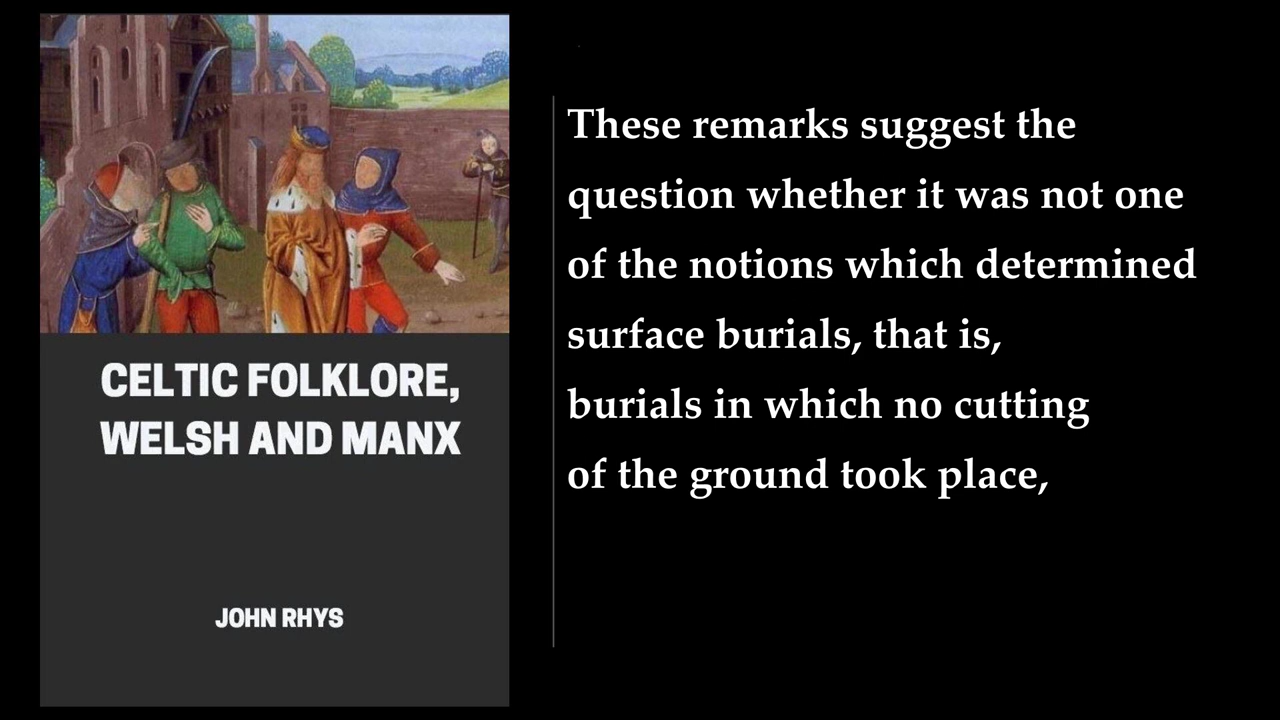 CELTIC FOLKLORE,
WELSH AND MANX
JOHN RHYS
These remarks suggest the
question whether it was not one
of the notions which determined
surface burials, that is,
burials in which no cutting
of the ground took place,